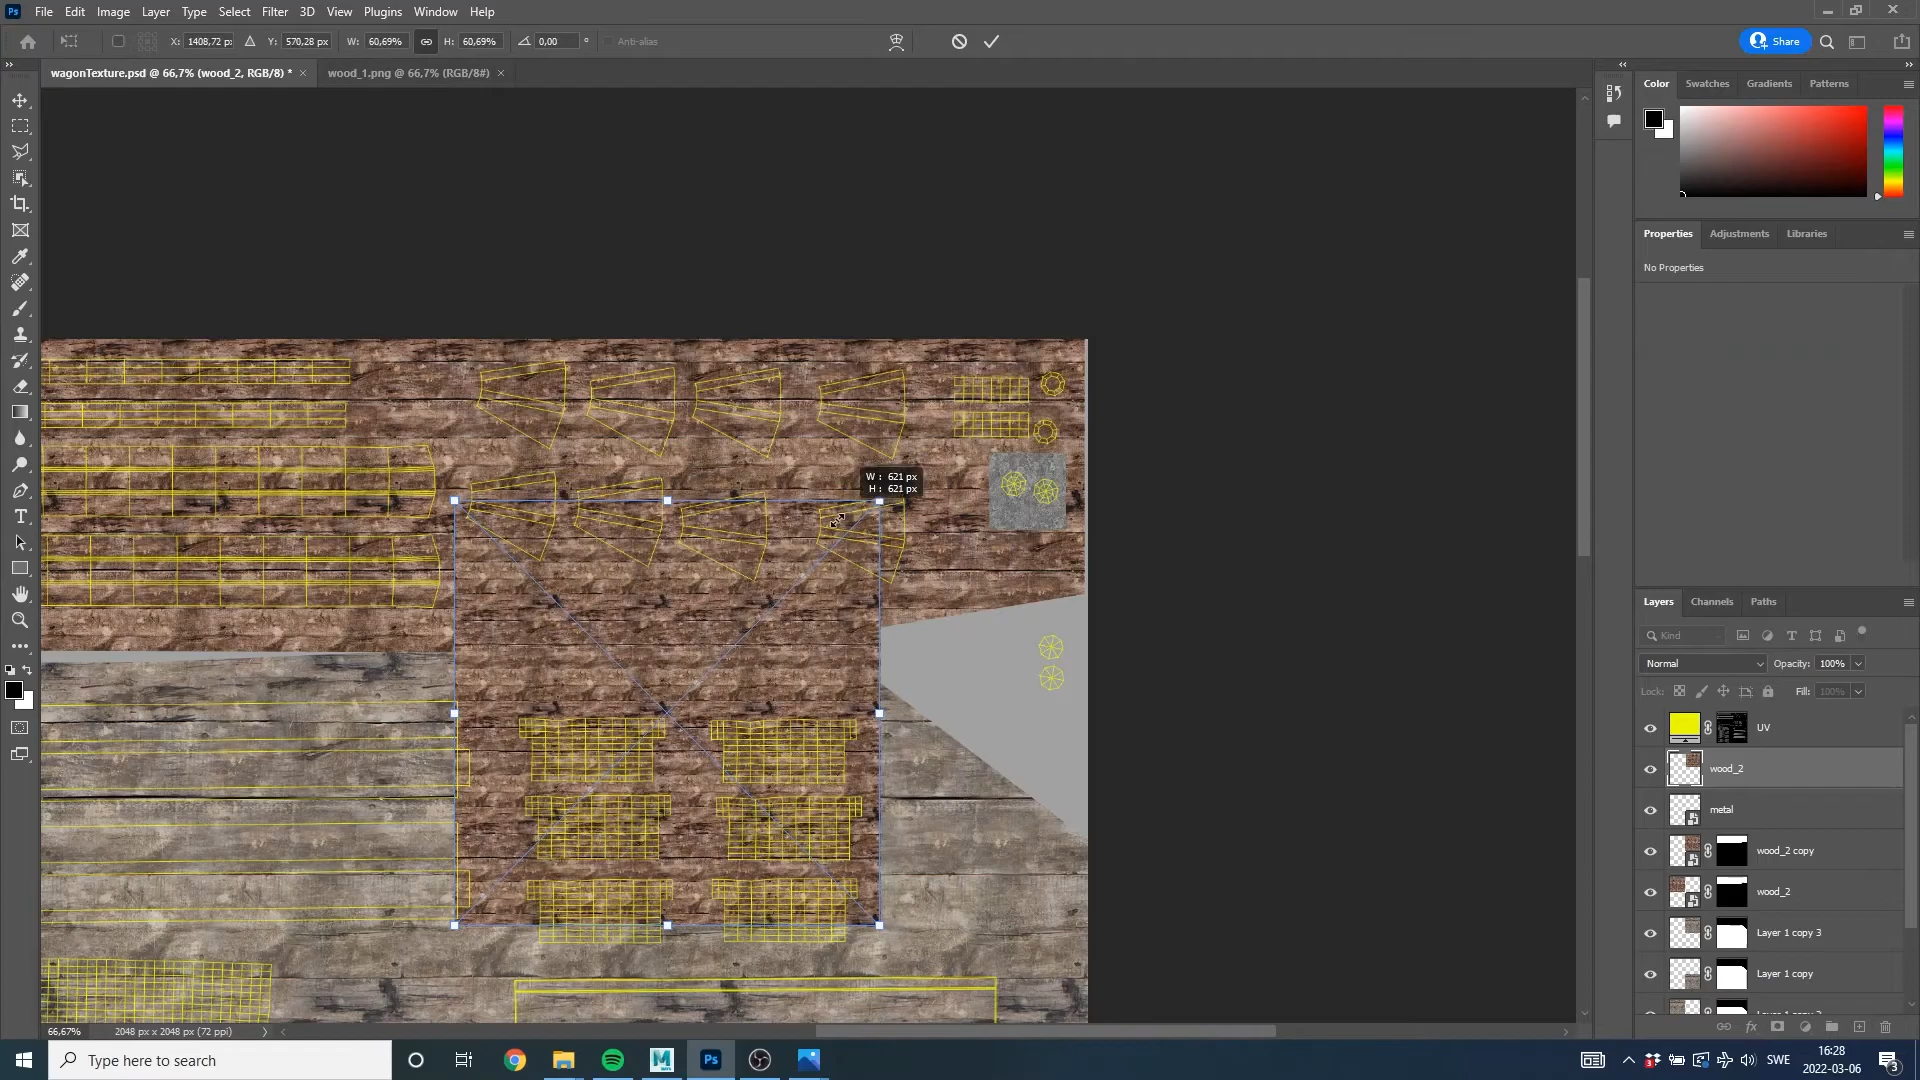 Ps File Edit Image Layer Type Select Filter 3D View Plugins Window Help
X: 1408,72 p: Y: 570,28 px W: 60,69% H: 60,69% 0,00 ° Anti-alias Share
wagonTexture.psd @ 66,7% (wood_2, RGB/8) * × wood_1.png @ 66,7% (RGB/8#) ×
Color Swatches Gradients Patterns
Properties Adjustments Libraries
No Properties
W : 621 px
H : 621 px
Layers Channels Paths
Kind
Normal Opacity: 100%
Lock: Fill: 100%
UV
wood_2
metal
wood_2 copy
wood_2
Layer 1 copy 3
Layer 1 copy
66,67% 2048 px x 2048 px (72 ppi)
Type here to search
SWE
16:28
2022-03-06